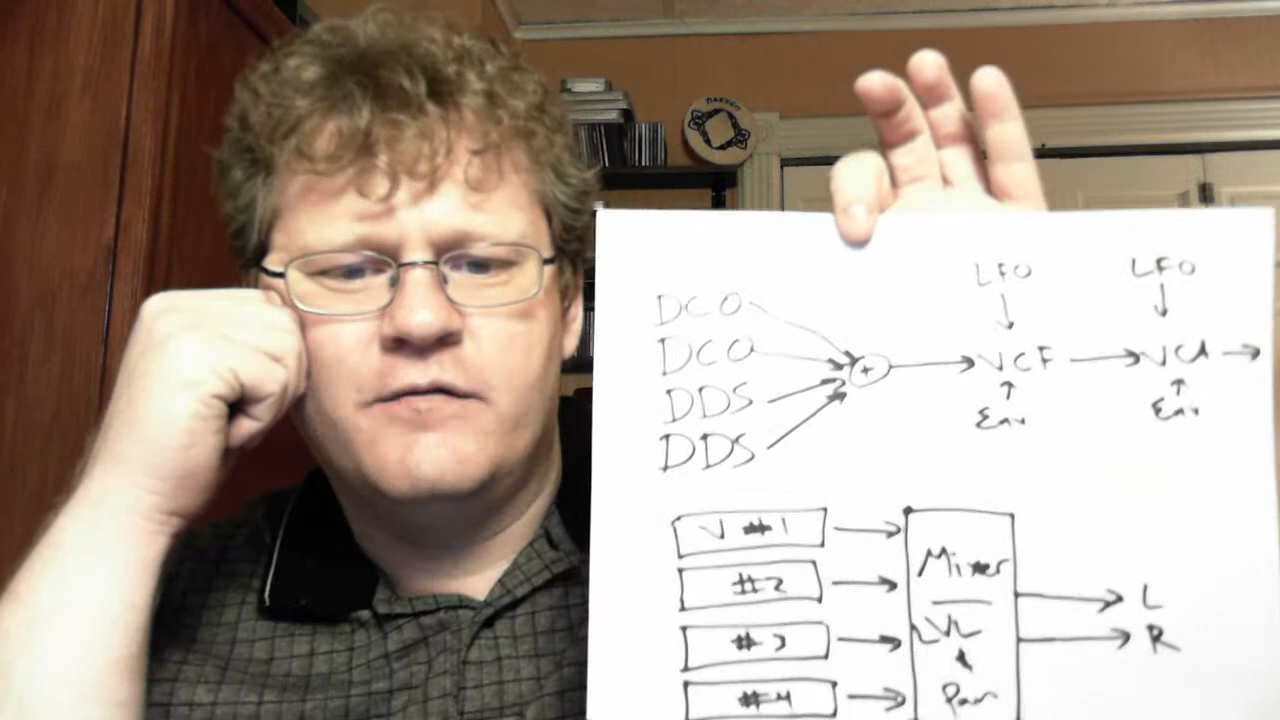 LFO LFO
DCO
DCO + VCF VCA
DDS Env Env
DDS
V #1
#2 Mixer
#3 LVL L
R
#4 Pan